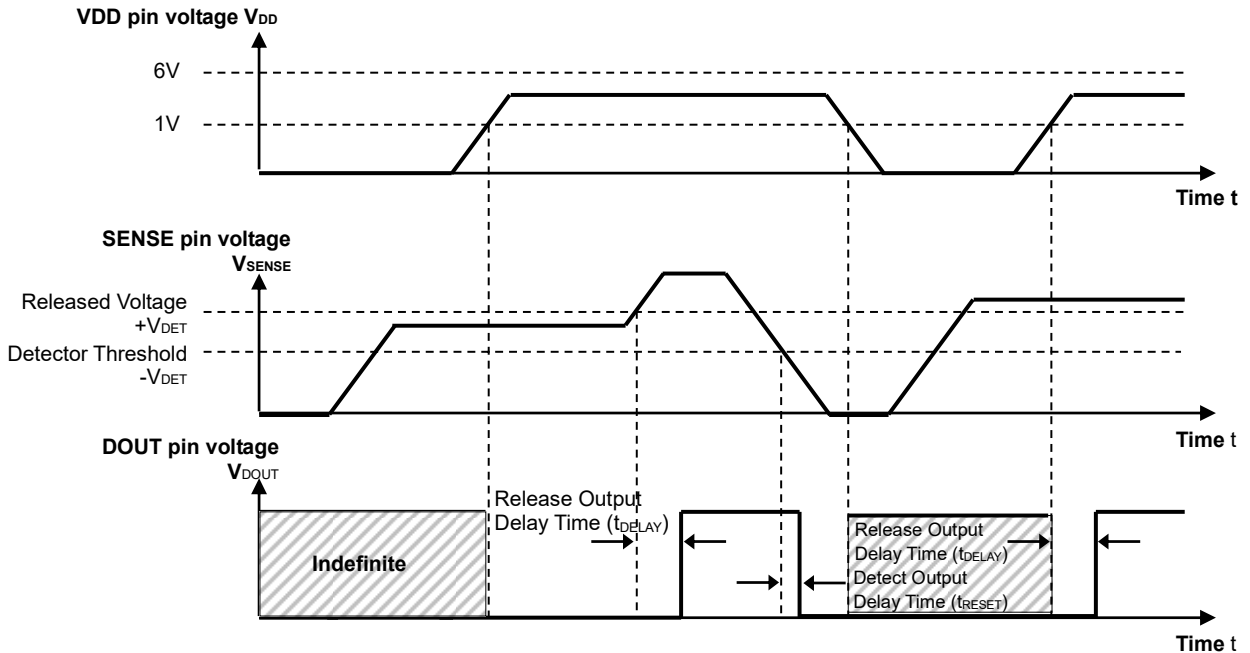 VDD pin voltage VDD
6V
1V
Time t
SENSE pin voltage
VSENSE
Released Voltage
+VDET
Detector Threshold
-VDET
Time t
DOUT pin voltage
VDOUT
Release Output
Delay Time (tDELAY)
Indefinite
Release Output
Delay Time (tDELAY)
Detect Output
Delay Time (tRESET)
Time t